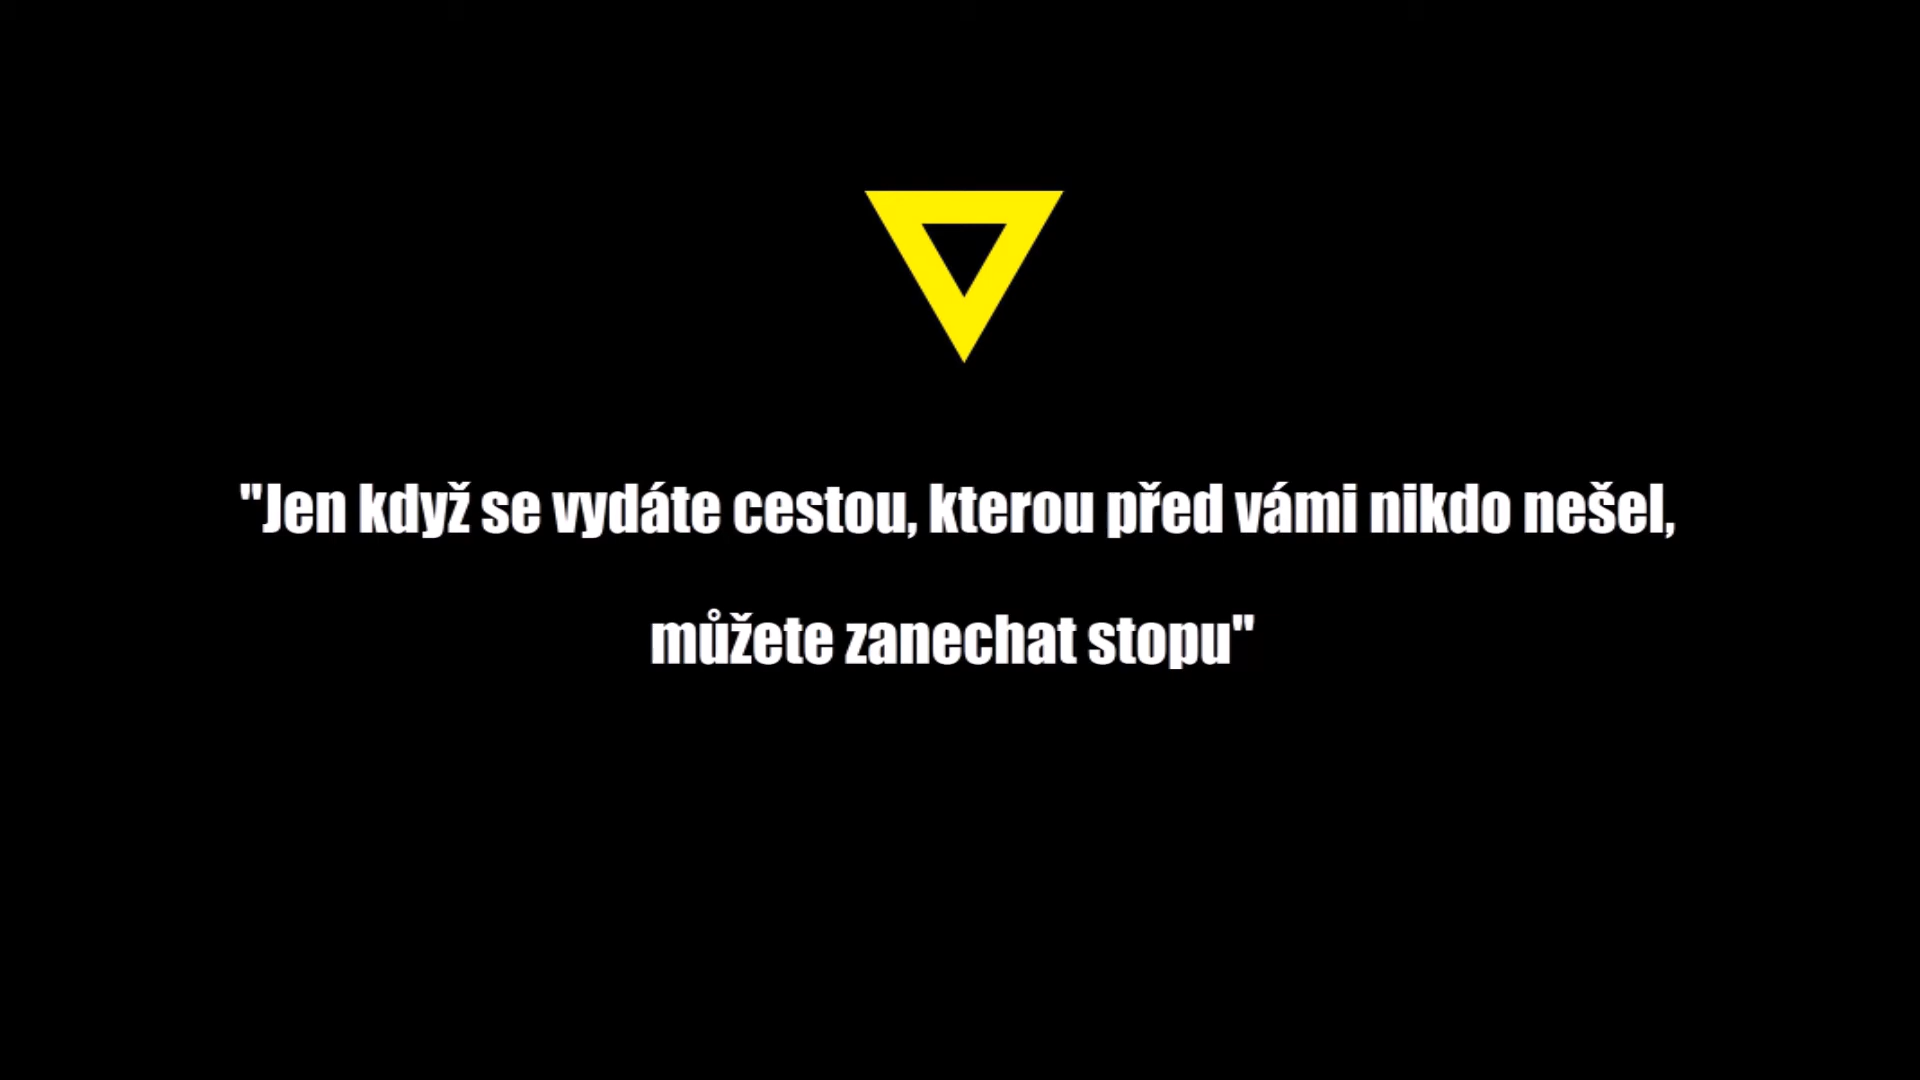 "Jen když se vydáte cestou, kterou před vámi nikdo nešel,
můžete zanechat stopu"